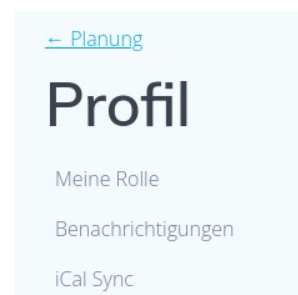 ← Planung
Profil
Meine Rolle
Benachrichtigungen
iCal Sync